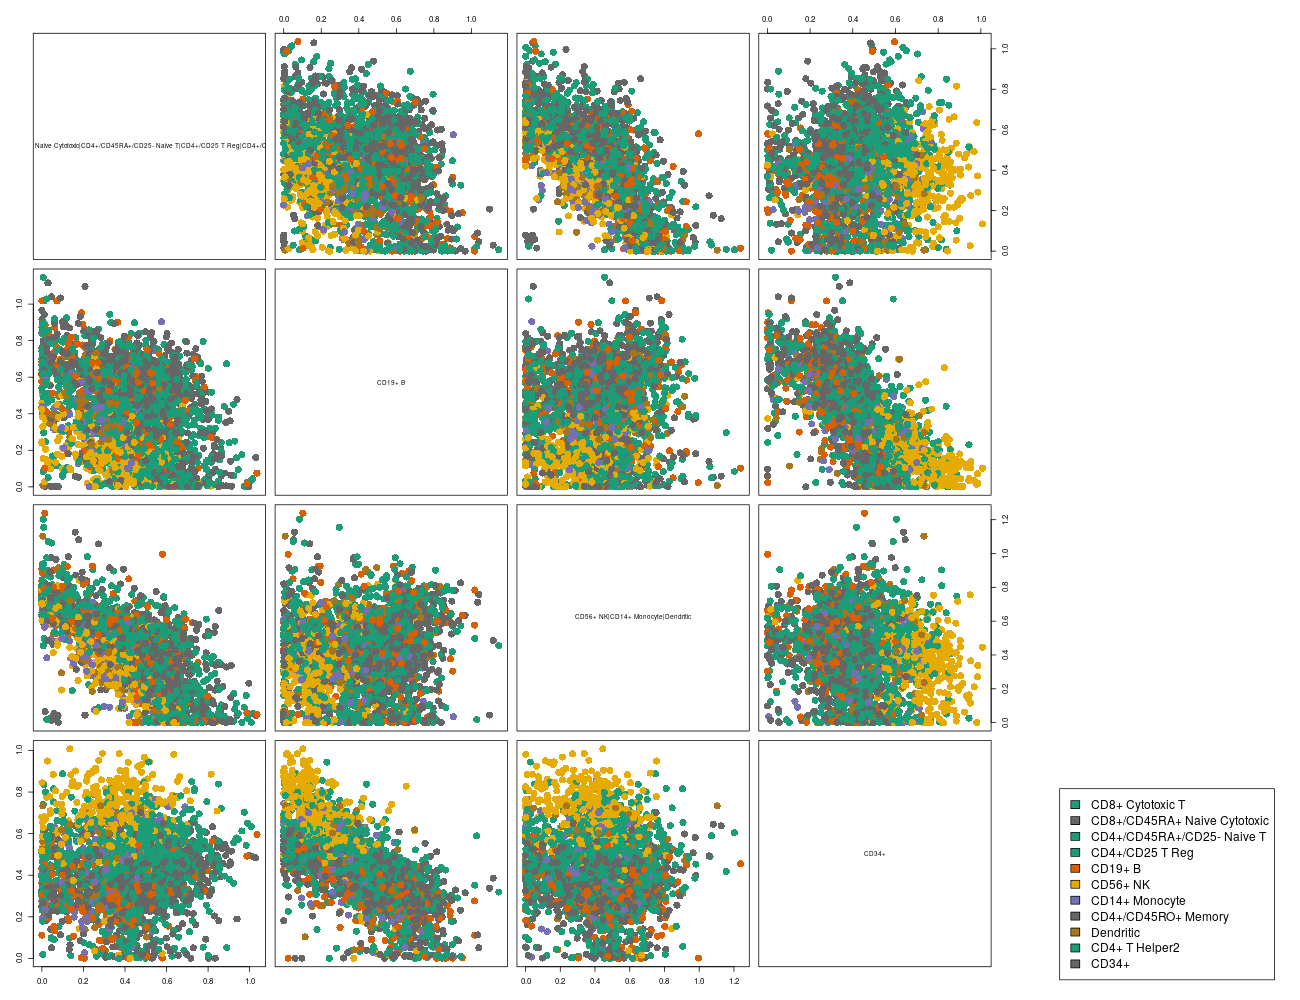 0.0 0.2 0.4 0.6 0.8 1.0
0.0 0.2 0.4 0.6 0.8 1.0
Naive Cytotoxic|CD4+/CD45RA+/CD25- Naive T|CD4+/CD25 T Reg|CD4+/C
0.0 0.2 0.4 0.6 0.8 1.0
0.0 0.2 0.4 0.6 0.8 1.0
CD19+ B
CD56+ NK|CD14+ Monocyte|Dendritic
0.0 0.2 0.4 0.6 0.8 1.0 1.2
0.0 0.2 0.4 0.6 0.8 1.0
CD34+
0.0 0.2 0.4 0.6 0.8 1.0
0.0 0.2 0.4 0.6 0.8 1.0 1.2
CD8+ Cytotoxic T
CD8+/CD45RA+ Naive Cytotoxic
CD4+/CD45RA+/CD25- Naive T
CD4+/CD25 T Reg
CD19+ B
CD56+ NK
CD14+ Monocyte
CD4+/CD45RO+ Memory
Dendritic
CD4+ T Helper2
CD34+